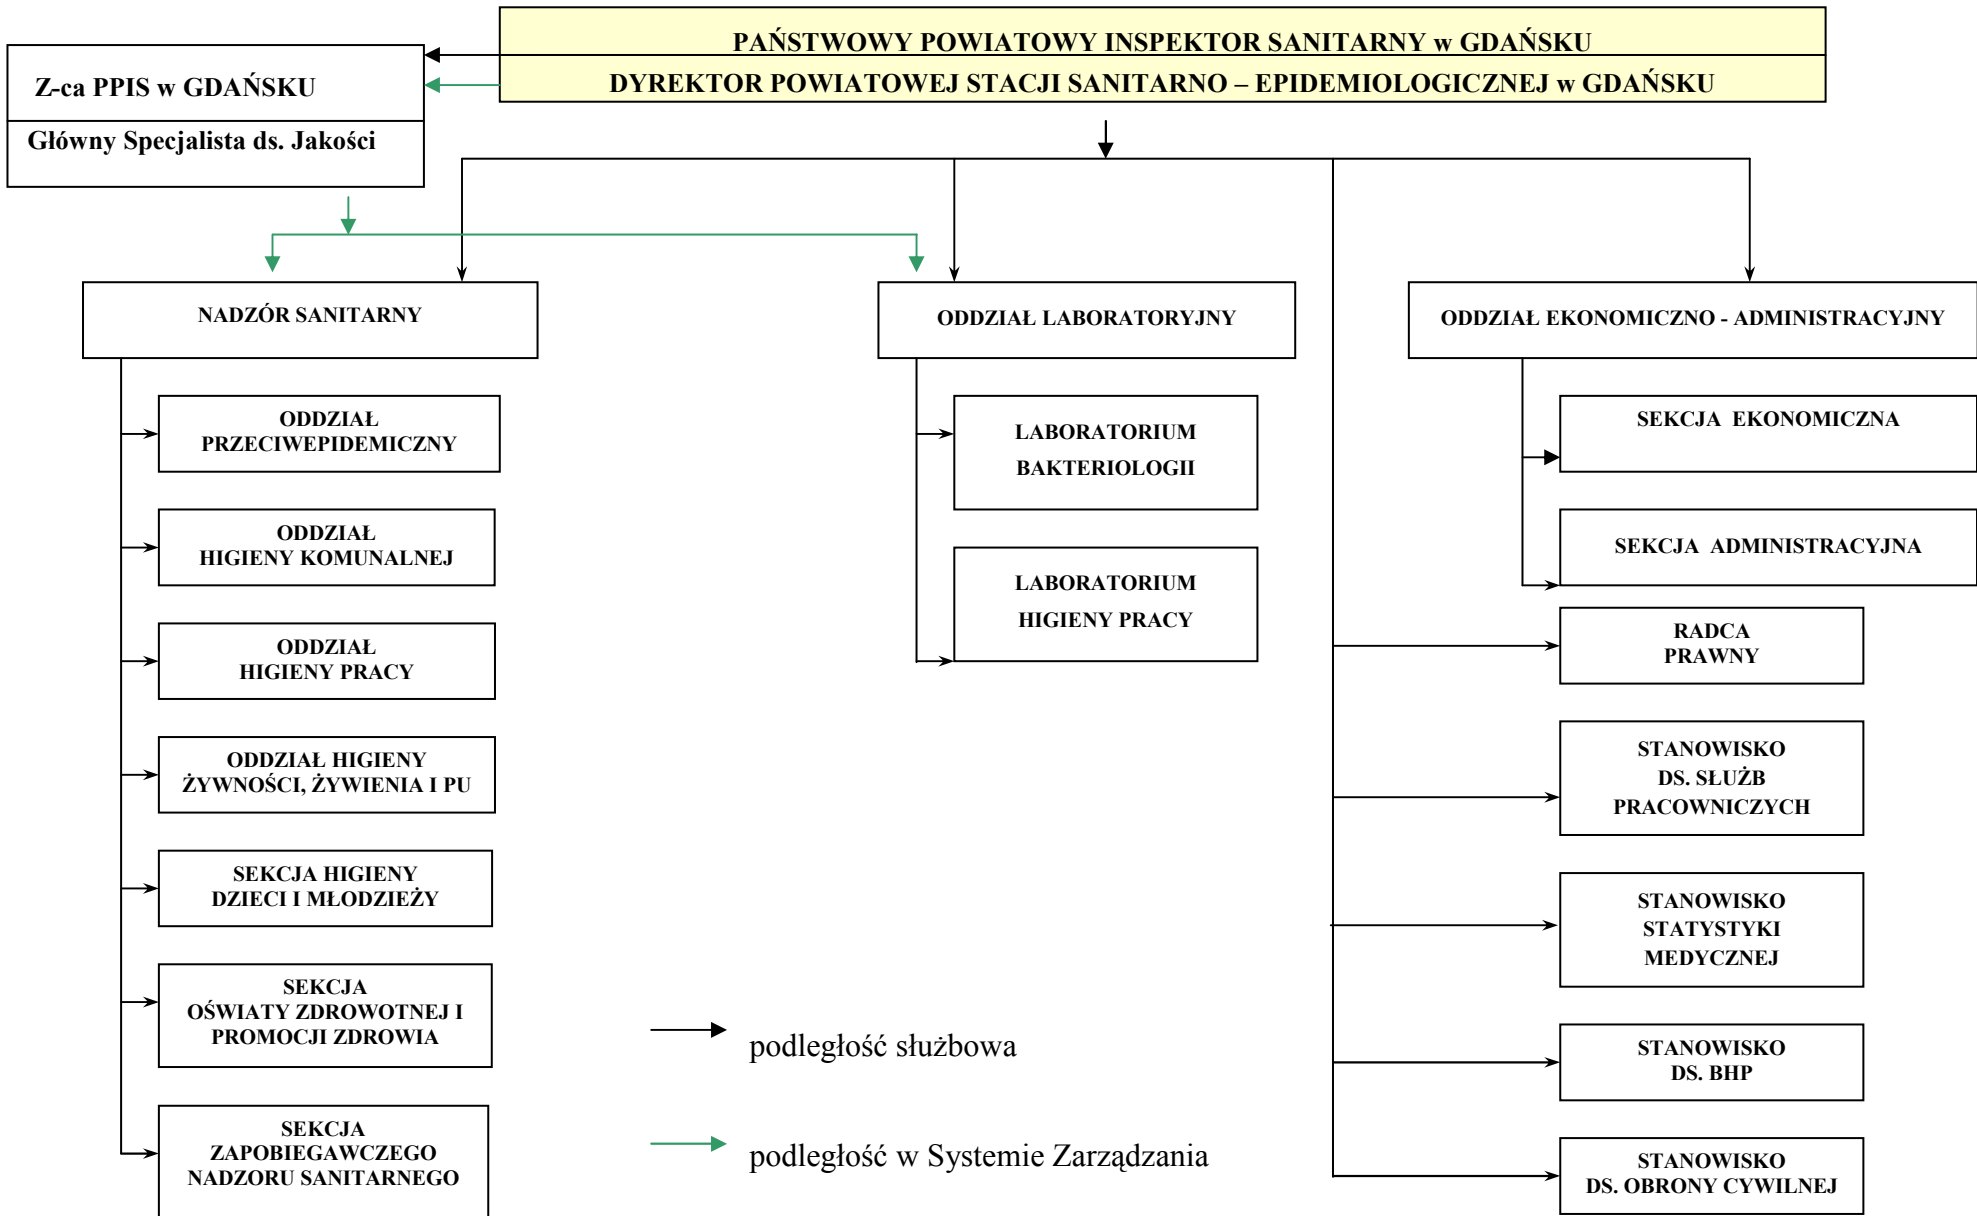 PAŃSTWOWY POWIATOWY INSPEKTOR SANITARNY w GDAŃSKU
DYREKTOR POWIATOWEJ STACJI SANITARNO – EPIDEMIOLOGICZNEJ w GDAŃSKU
Z-ca PPIS w GDAŃSKU
Główny Specjalista ds. Jakości
NADZÓR SANITARNY
ODDZIAŁ
PRZECIWEPIDEMICZNY
ODDZIAŁ
HIGIENY KOMUNALNEJ
ODDZIAŁ
HIGIENY PRACY
ODDZIAŁ HIGIENY
ŻYWNOŚCI, ŻYWIENIA I PU
SEKCJA HIGIENY
DZIECI I MŁODZIEŻY
SEKCJA
OŚWIATY ZDROWOTNEJ I
PROMOCJI ZDROWIA
SEKCJA
ZAPOBIEGAWCZEGO
NADZORU SANITARNEGO
ODDZIAŁ LABORATORYJNY
LABORATORIUM
BAKTERIOLOGII
LABORATORIUM
HIGIENY PRACY
ODDZIAŁ EKONOMICZNO - ADMINISTRACYJNY
SEKCJA EKONOMICZNA
SEKCJA ADMINISTRACYJNA
RADCA
PRAWNY
STANOWISKO
DS. SŁUŻB
PRACOWNICZYCH
STANOWISKO
STATYSTYKI
MEDYCZNEJ
STANOWISKO
DS. BHP
STANOWISKO
DS. OBRONY CYWILNEJ
podległość służbowa
podległość w Systemie Zarządzania